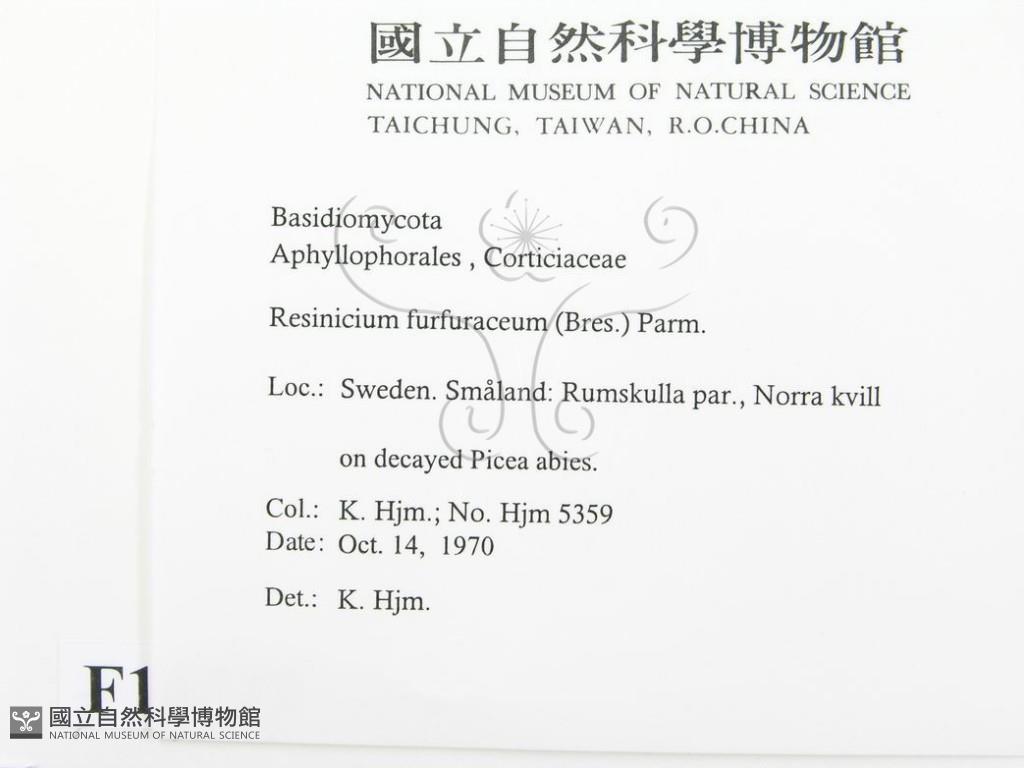 國立自然科學博物館
NATIONAL MUSEUM OF NATURAL SCIENCE
TAICHUNG, TAIWAN, R.O.CHINA
Basidiomycota
Aphyllophorales , Corticiaceae
Resinicium furfuraceum (Bres.) Parm.
Loc.: Sweden. Småland: Rumskulla par., Norra kvill
on decayed Picea abies.
Col.: K. Hjm.; No. Hjm 5359
Date: Oct. 14, 1970
Det.: K. Hjm.
F1
國立自然科學博物館
NATIONAL MUSEUM OF NATURAL SCIENCE